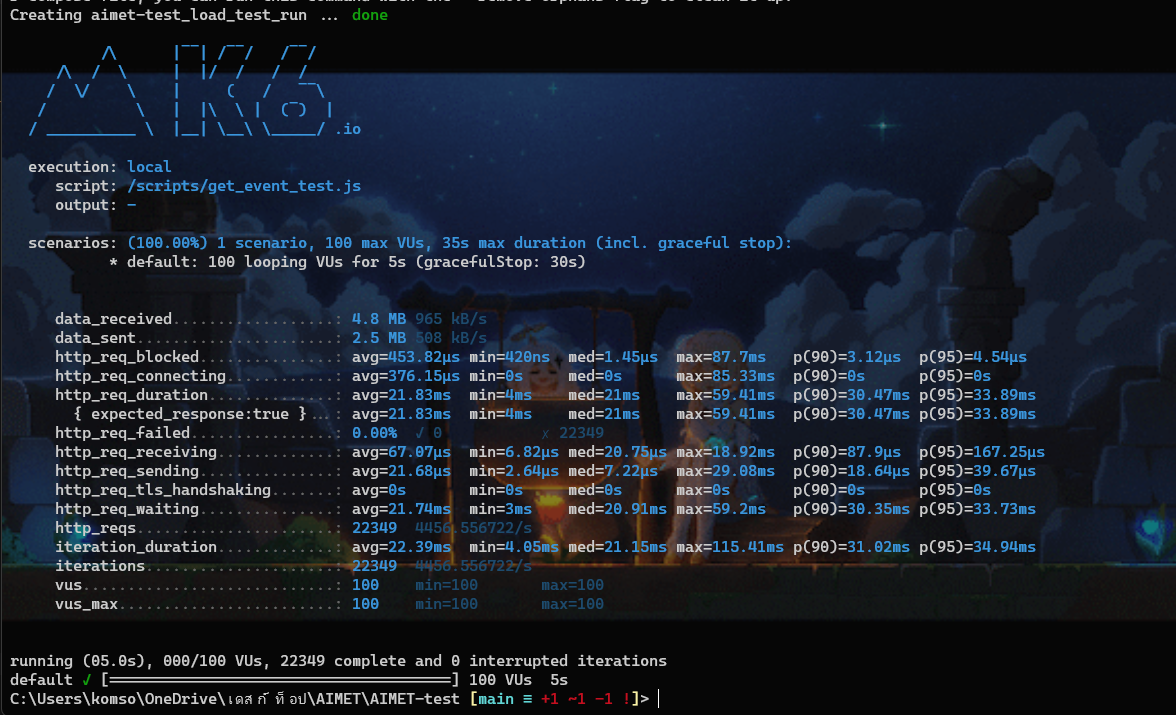 Creating aimet-test_load_test_run ... done
.io
execution: local
script: /scripts/get_event_test.js
output: -
scenarios: (100.00%) 1 scenario, 100 max VUs, 35s max duration (incl. graceful stop):
* default: 100 looping VUs for 5s (gracefulStop: 30s)
data_received..................: 4.8 MB 965 kB/s
data_sent......................: 2.5 MB 508 kB/s
http_req_blocked...............: avg=453.82µs min=420ns med=1.45µs max=87.7ms p(90)=3.12µs p(95)=4.54µs
http_req_connecting............: avg=376.15µs min=0s med=0s max=85.33ms p(90)=0s p(95)=0s
http_req_duration..............: avg=21.83ms min=4ms med=21ms max=59.41ms p(90)=30.47ms p(95)=33.89ms
{ expected_response:true }...: avg=21.83ms min=4ms med=21ms max=59.41ms p(90)=30.47ms p(95)=33.89ms
http_req_failed................: 0.00% ✓ 0 ✗ 22349
http_req_receiving.............: avg=67.07µs min=6.82µs med=20.75µs max=18.92ms p(90)=87.9µs p(95)=167.25µs
http_req_sending...............: avg=21.68µs min=2.64µs med=7.22µs max=29.08ms p(90)=18.64µs p(95)=39.67µs
http_req_tls_handshaking.......: avg=0s min=0s med=0s max=0s p(90)=0s p(95)=0s
http_req_waiting...............: avg=21.74ms min=3ms med=20.91ms max=59.2ms p(90)=30.35ms p(95)=33.73ms
http_reqs......................: 22349 4456.556722/s
iteration_duration.............: avg=22.39ms min=4.05ms med=21.15ms max=115.41ms p(90)=31.02ms p(95)=34.94ms
iterations.....................: 22349 4456.556722/s
vus............................: 100 min=100 max=100
vus_max........................: 100 min=100 max=100
running (05.0s), 000/100 VUs, 22349 complete and 0 interrupted iterations
default ✓ [======================================] 100 VUs 5s
C:\Users\komso\OneDrive\เดสก์ท็อป\AIMET\AIMET-test [main ≡ +1 ~1 -1 !]>